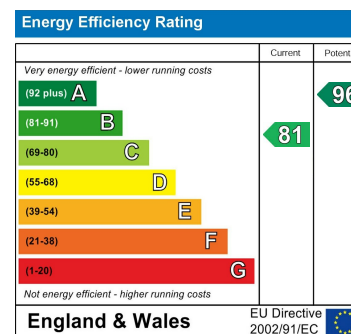 Energy Efficiency Rating
Current
Very energy efficient - lower running costs
(92 plus) A
96
(81-91) B
81
(69-80) C
(55-68) D
(39-54) E
(21-38) F
(1-20) G
Not energy efficient - higher running costs
England & Wales
EU Directive
2002/91/EC